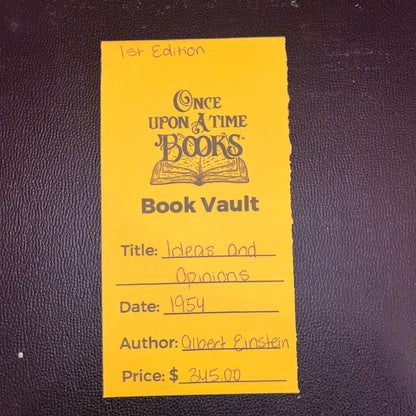 1st Edition
ONCE
UPON A TIME
BOOKS™
Book Vault
Title: Ideas and
Opinions
Date: 1954
Author: Albert Einstein
Price: $ 345.00